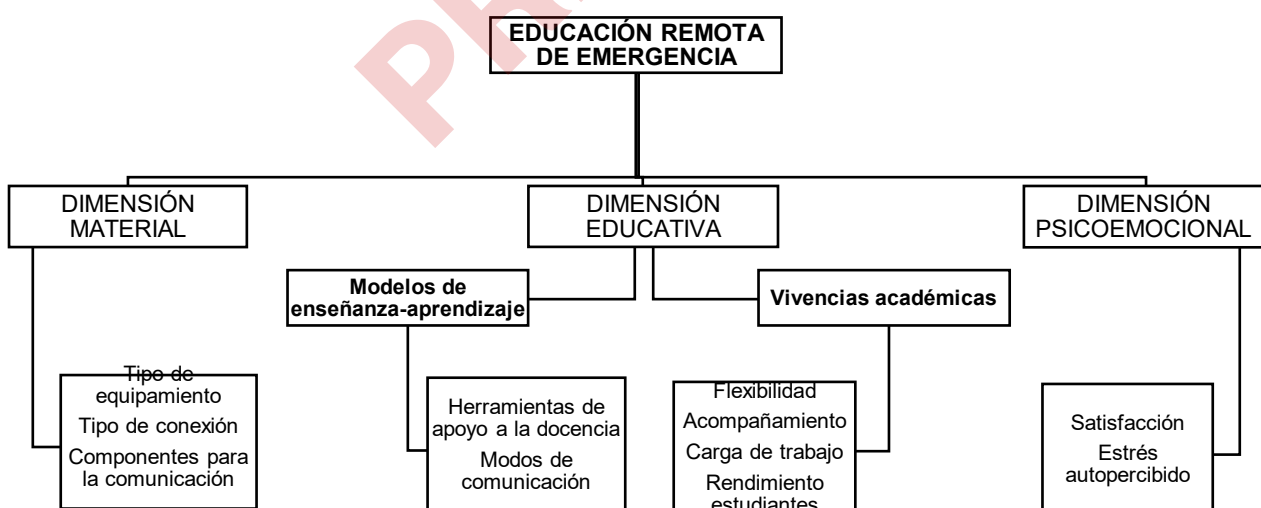 EDUCACIÓN REMOTA
DE EMERGENCIA
DIMENSIÓN
MATERIAL
DIMENSIÓN
EDUCATIVA
DIMENSIÓN
PSICOEMOCIONAL
Modelos de
enseñanza-aprendizaje
Vivencias académicas
Tipo de
equipamiento
Tipo de conexión
Componentes para
la comunicación
Herramientas de
apoyo a la docencia
Modos de
comunicación
Flexibilidad
Acompañamiento
Carga de trabajo
Rendimiento
estudiantes
Satisfacción
Estrés
autopercibido